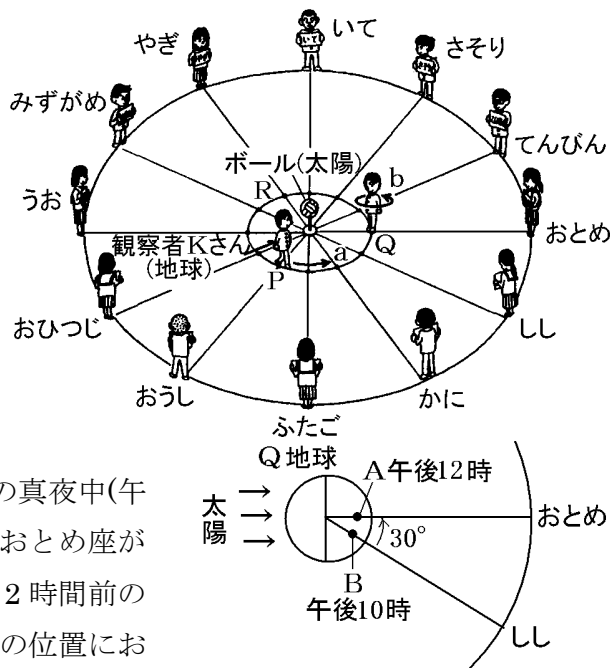 いて
やぎ
さそり
みずがめ
てんびん
ボール(太陽)
b
R
うお
おとめ
観察者Kさん
(地球)
Q
a
P
おひつじ
しし
おうし
かに
ふたご
Q地球
の真夜中(午
A午後12時
太陽
おとめ座が
おとめ
30°
2時間前の
B
午後10時
の位置にお
しし